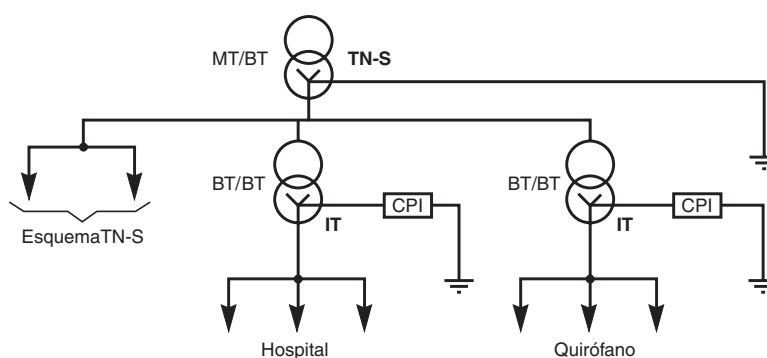 MT/BT TN-S
BT/BT
CPI
IT
BT/BT
CPI
IT
EsquemaTN-S
Hospital
Quirófano